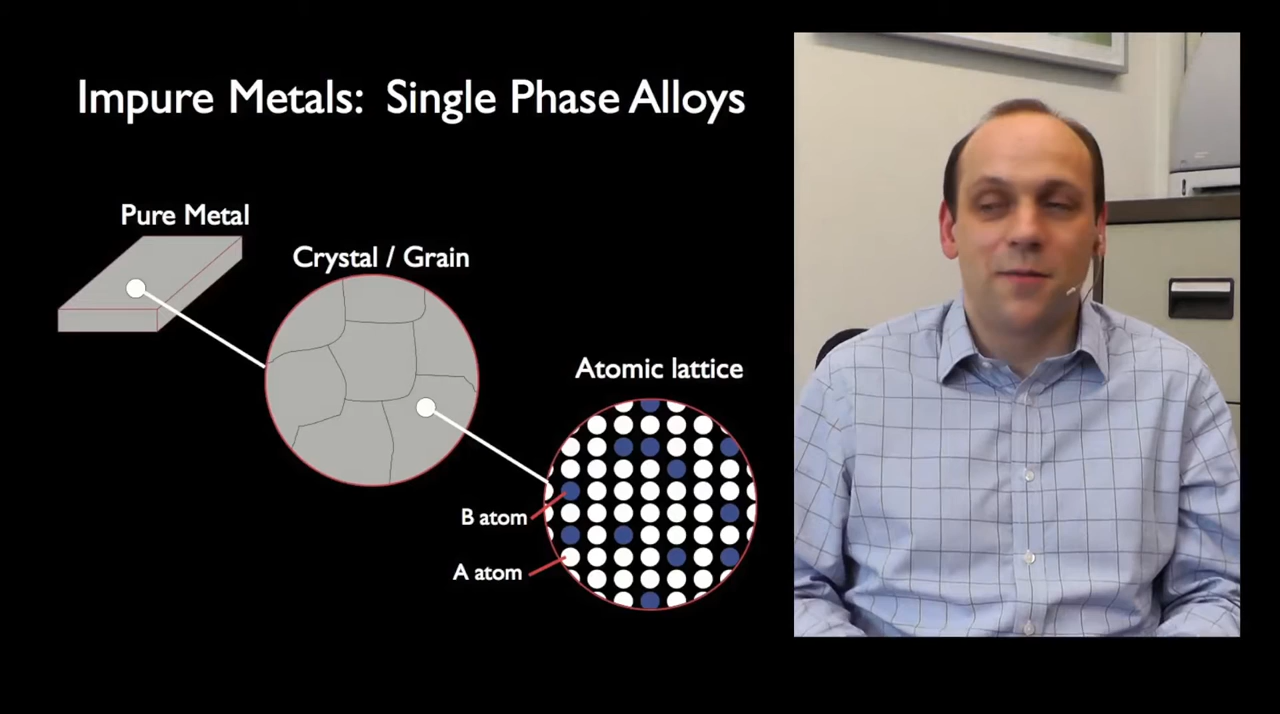 Impure Metals: Single Phase Alloys
Pure Metal
Crystal / Grain
Atomic lattice
B atom
A atom